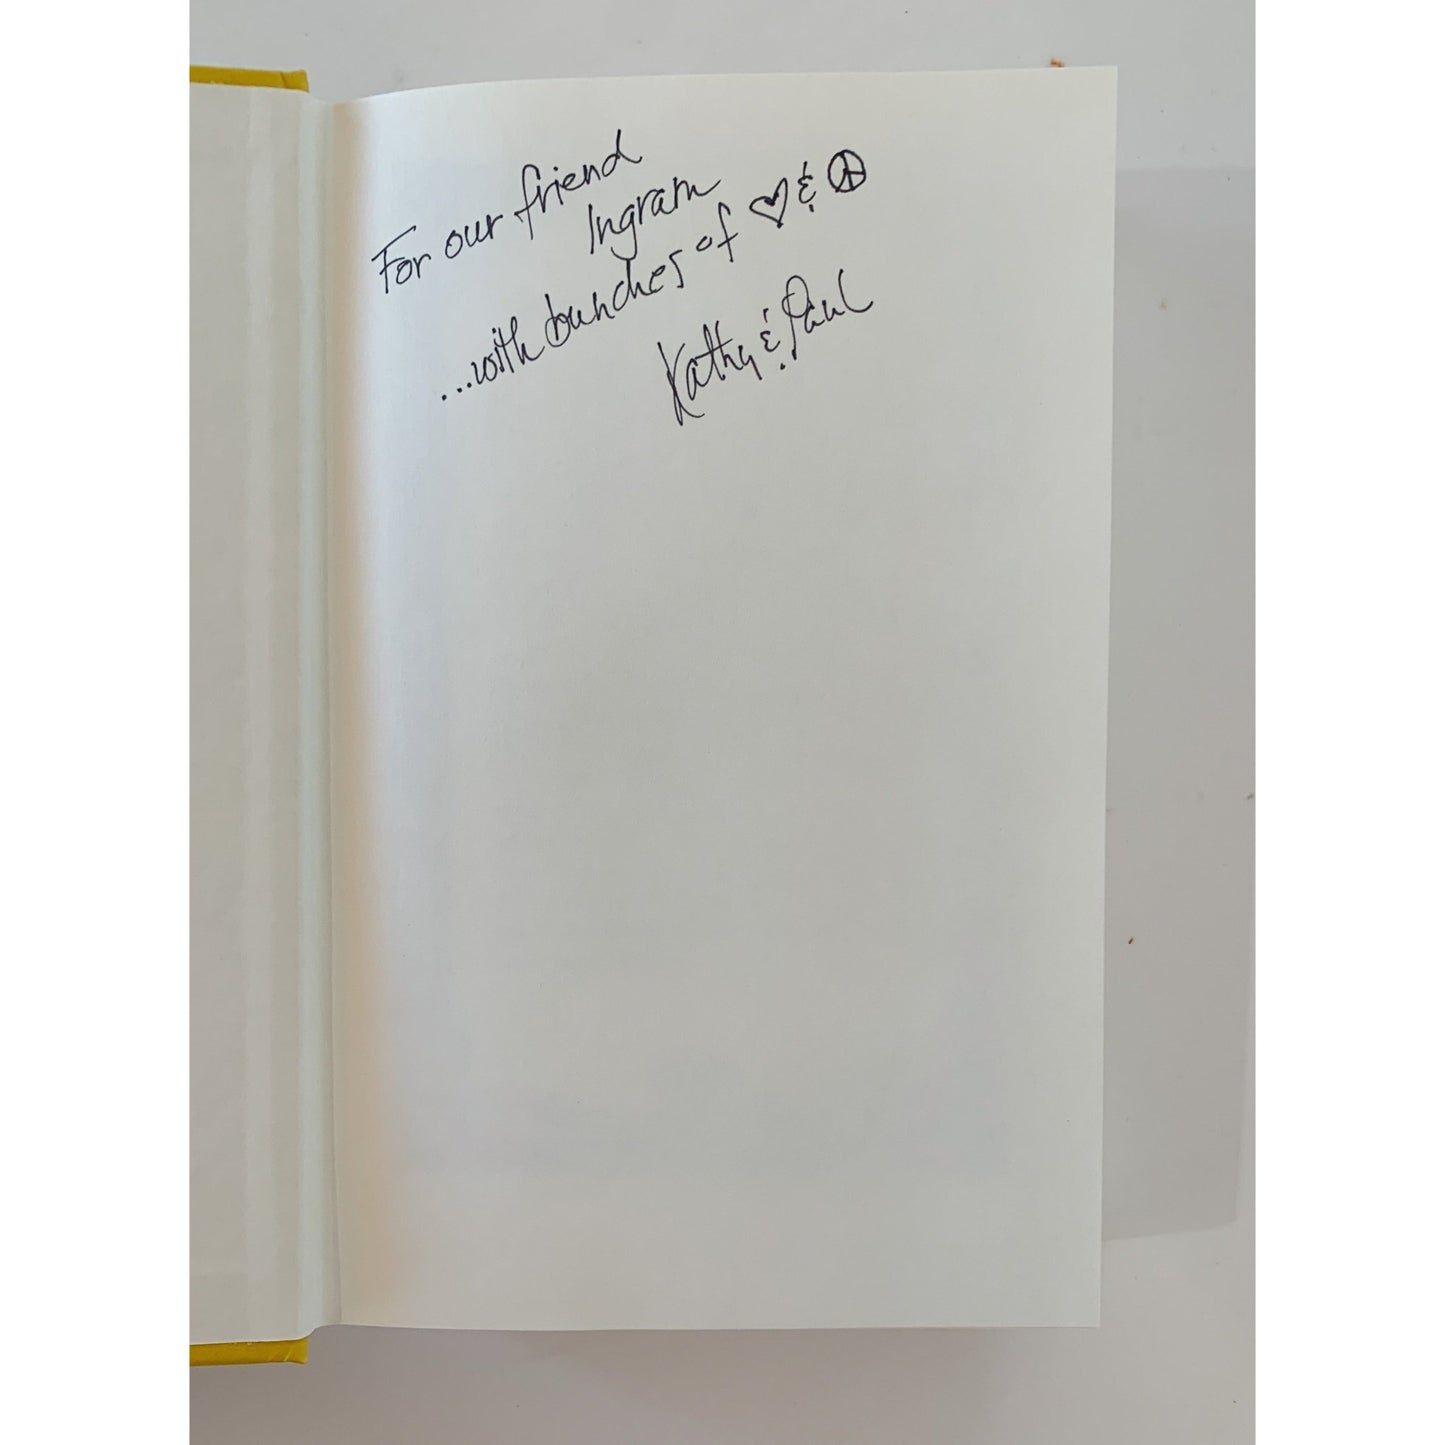 For our friend
Ingram
...with bunches of ♡ & ☮
Kathy & Paul